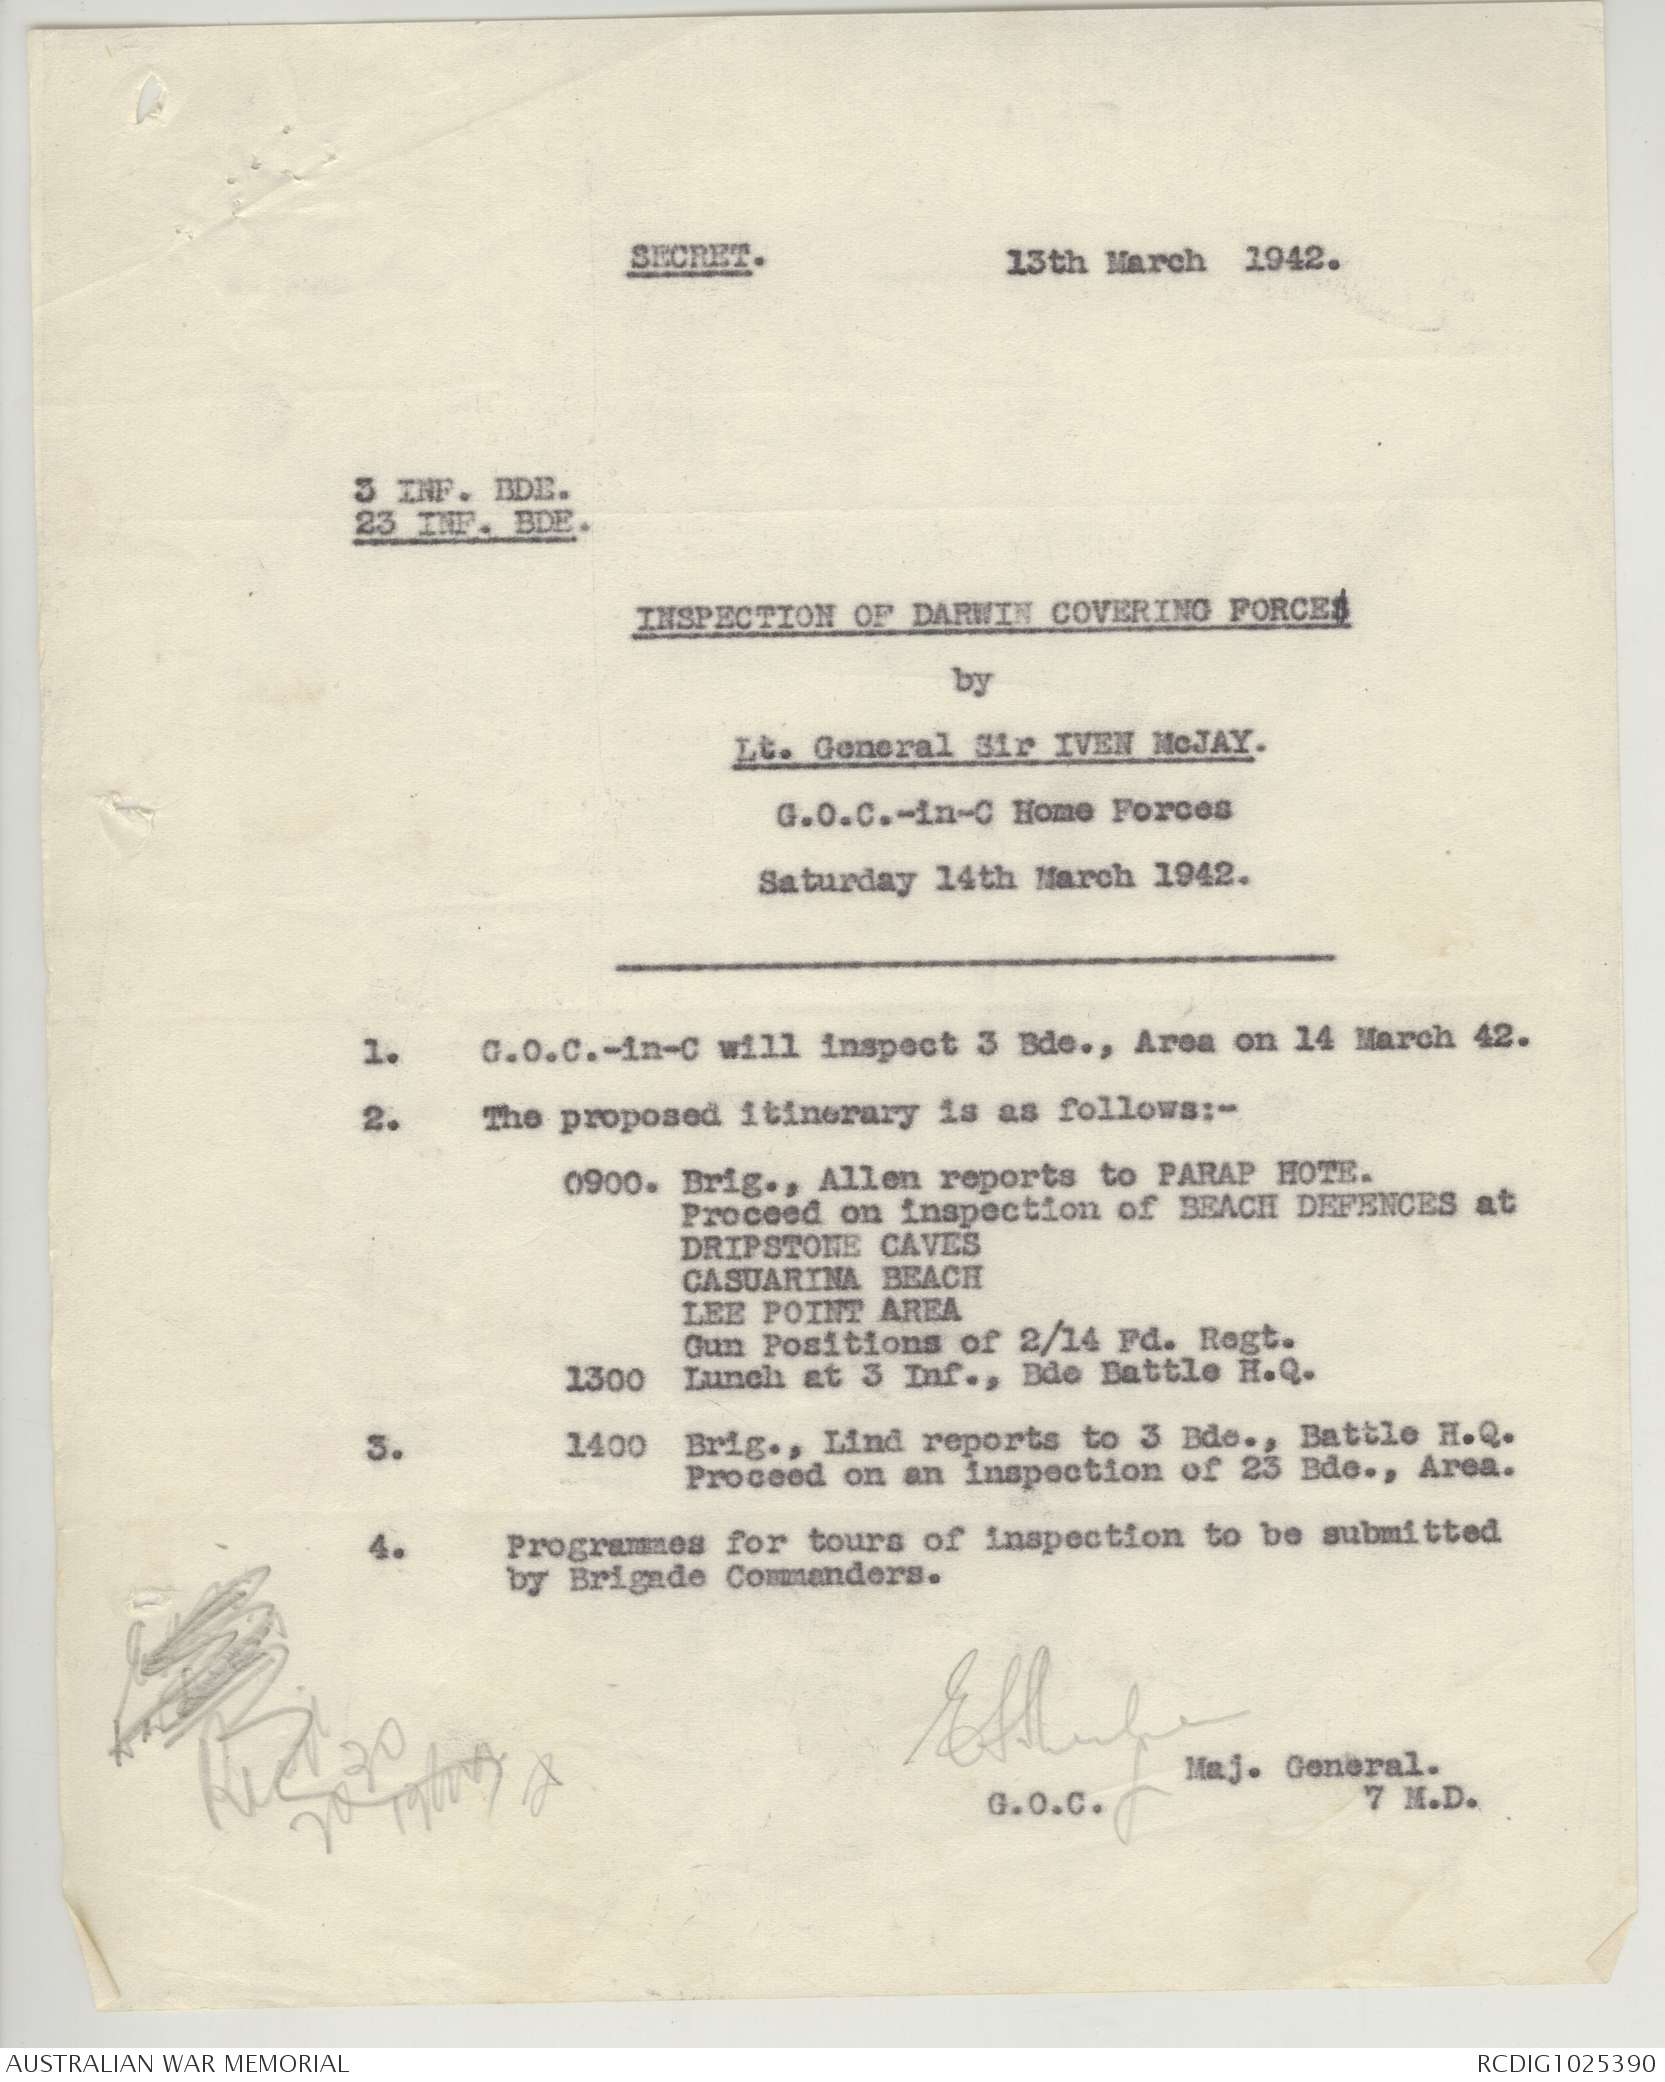 SECRET. 13th March 1942.
3 INF. BDE.
23 INF. BDE.
INSPECTION OF DARWIN COVERING FORCES
by
Lt. General Sir IVEN McJAY.
G.O.C.-in-C Home Forces
Saturday 14th March 1942.
1. G.O.C.-in-C will inspect 3 Bde., Area on 14 March 42.
2. The proposed itinerary is as follows:-
0900. Brig., Allen reports to PARAP HOTE.
Proceed on inspection of BEACH DEFENCES at
DRIPSTONE CAVES
CASUARINA BEACH
LEE POINT AREA
Gun Positions of 2/14 Fd. Regt.
1300 Lunch at 3 Inf., Bde Battle H.Q.
3. 1400 Brig., Lind reports to 3 Bde., Battle H.Q.
Proceed on an inspection of 23 Bde., Area.
4. Programmes for tours of inspection to be submitted
by Brigade Commanders.
Maj. General.
G.O.C. 7 M.D.
AUSTRALIAN WAR MEMORIAL RCDIG1025390